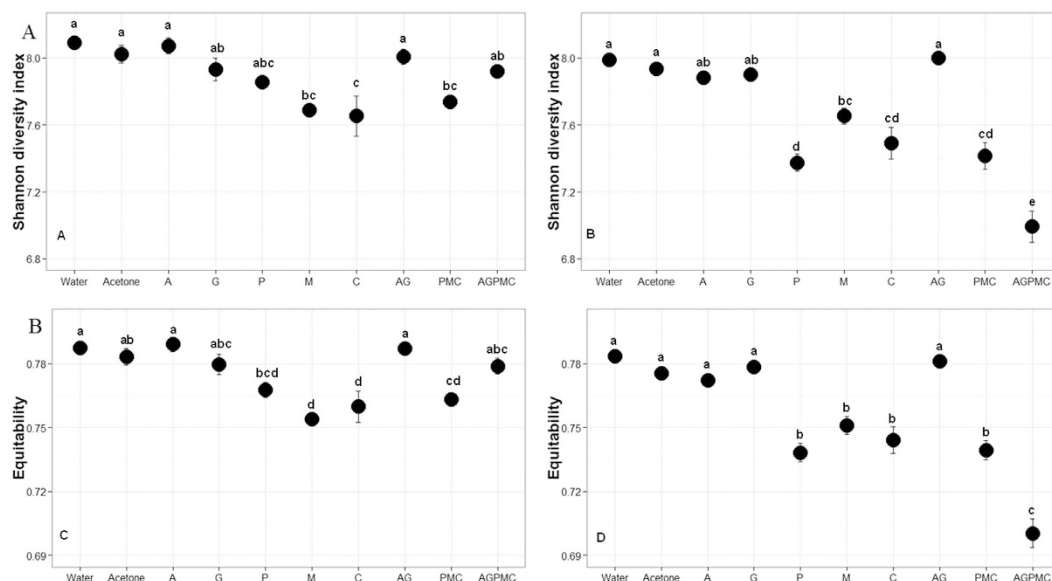 A
Shannon diversity index
8.0
7.6
7.2
6.8
a a a ab abc bc c a bc ab
A
Water Acetone A G P M C AG PMC AGPMC
Shannon diversity index
8.0
7.6
7.2
6.8
a a ab ab d bc cd a cd e
B
Water Acetone A G P M C AG PMC AGPMC
B
Equitability
0.78
0.75
0.72
0.69
a ab a abc bcd d d a cd abc
C
Water Acetone A G P M C AG PMC AGPMC
Equitability
0.78
0.75
0.72
0.69
a a a a b b b a b c
D
Water Acetone A G P M C AG PMC AGPMC